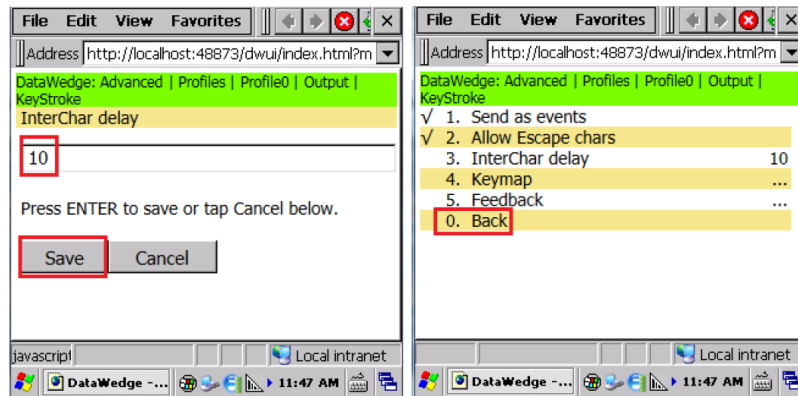 File Edit View Favorites
Address http://localhost:48873/dwui/index.html?m
DataWedge: Advanced | Profiles | Profile0 | Output |
KeyStroke
InterChar delay
10
Press ENTER to save or tap Cancel below.
Save Cancel
javascript
Local intranet
DataWedge -... 11:47 AM
File Edit View Favorites
Address http://localhost:48873/dwui/index.html?m
DataWedge: Advanced | Profiles | Profile0 | Output |
KeyStroke
√ 1. Send as events
√ 2. Allow Escape chars
3. InterChar delay 10
4. Keymap ...
5. Feedback ...
0. Back
Local intranet
DataWedge -... 11:47 AM